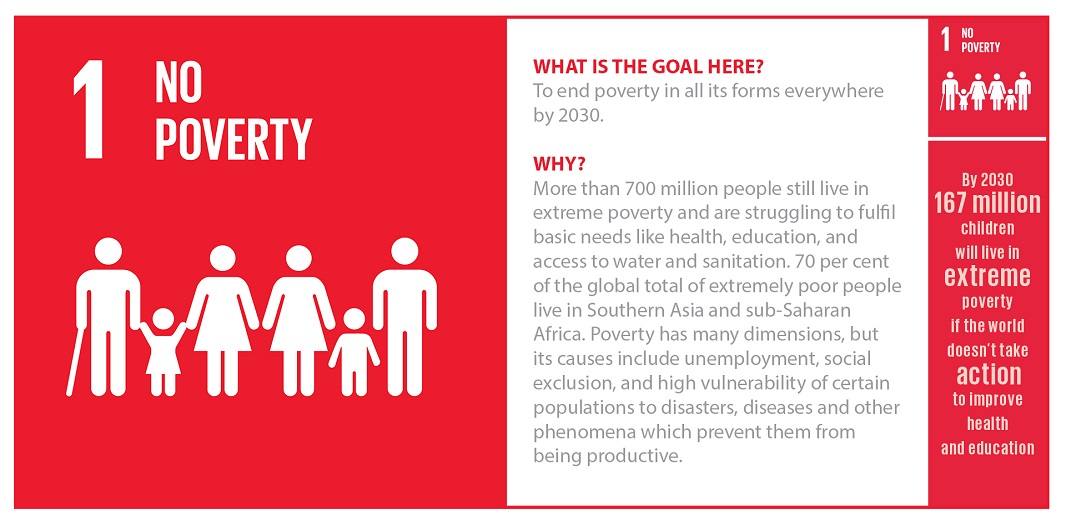 1 NO
POVERTY
WHAT IS THE GOAL HERE?
To end poverty in all its forms everywhere
by 2030.
WHY?
More than 700 million people still live in
extreme poverty and are struggling to fulfil
basic needs like health, education, and
access to water and sanitation. 70 per cent
of the global total of extremely poor people
live in Southern Asia and sub-Saharan
Africa. Poverty has many dimensions, but
its causes include unemployment, social
exclusion, and high vulnerability of certain
populations to disasters, diseases and other
phenomena which prevent them from
being productive.
1 NO
POVERTY
By 2030
167 million
children
will live in
extreme
poverty
if the world
doesn't take
action
to improve
health
and education